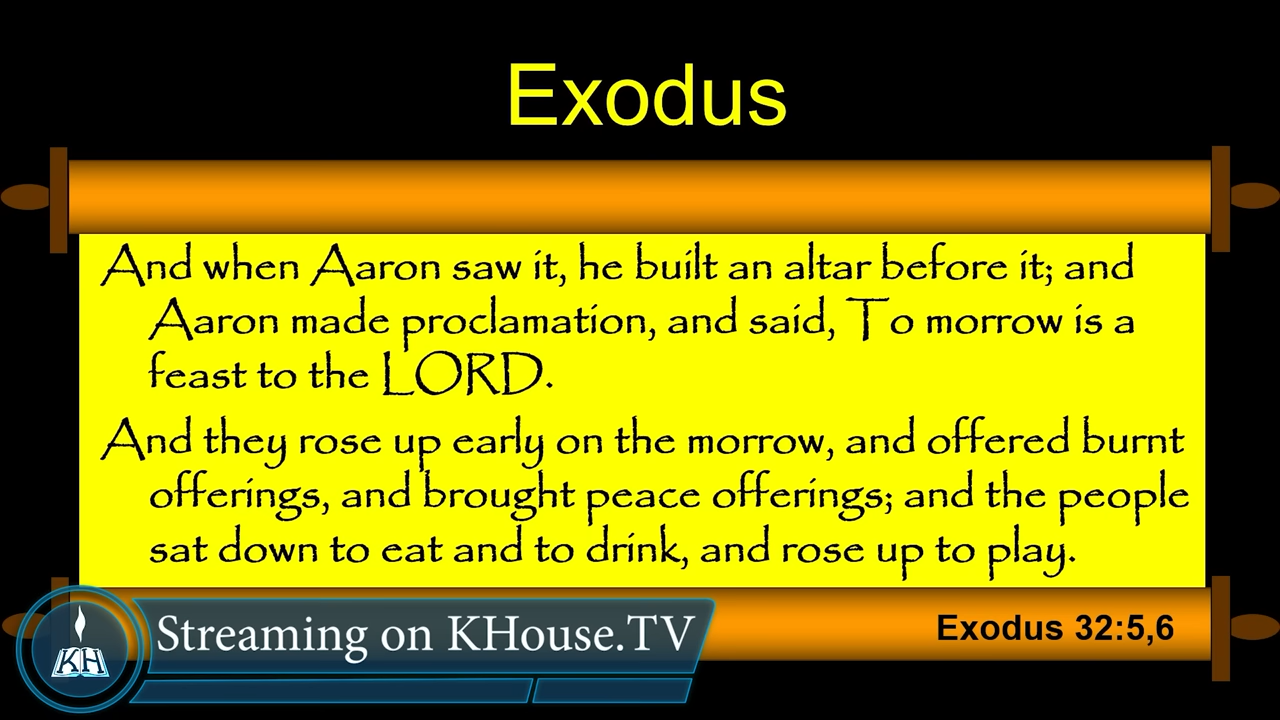 Exodus
And when Aaron saw it, he built an altar before it; and
Aaron made proclamation, and said, To morrow is a
feast to the LORD.
And they rose up early on the morrow, and offered burnt
offerings, and brought peace offerings; and the people
sat down to eat and to drink, and rose up to play.
KH
Streaming on KHouse.TV
Exodus 32:5,6